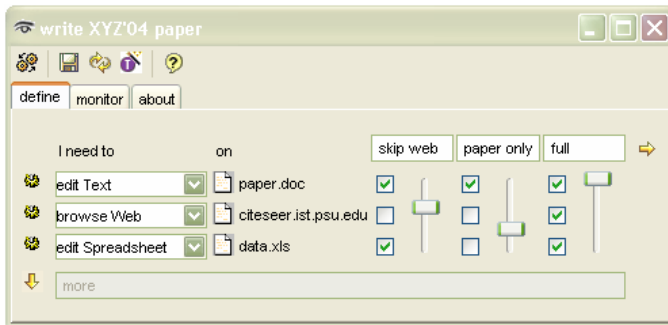 write XYZ'04 paper
define monitor about
I need to on skip web paper only full
edit Text paper.doc
browse Web citeseer.ist.psu.edu
edit Spreadsheet data.xls
more